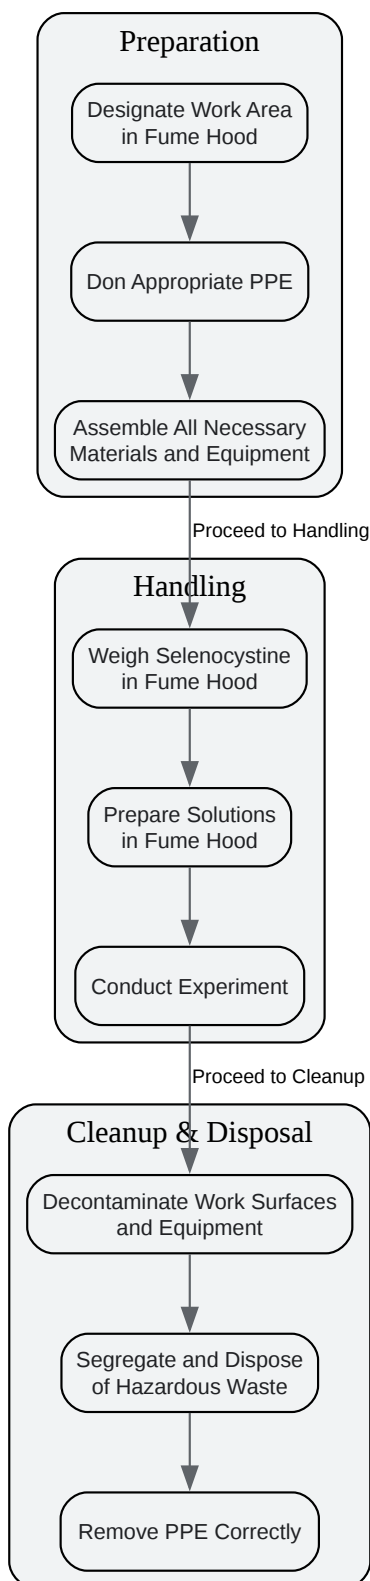 Preparation
Designate Work Area
in Fume Hood
Don Appropriate PPE
Assemble All Necessary
Materials and Equipment
Proceed to Handling
Handling
Weigh Selenocystine
in Fume Hood
Prepare Solutions
in Fume Hood
Conduct Experiment
Proceed to Cleanup
Cleanup & Disposal
Decontaminate Work Surfaces
and Equipment
Segregate and Dispose
of Hazardous Waste
Remove PPE Correctly